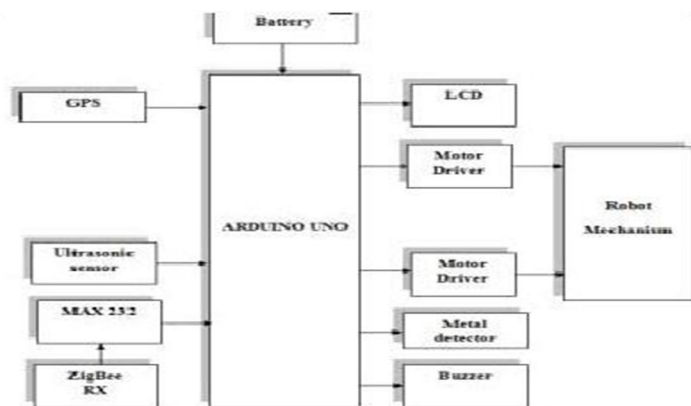 Battery
GPS
LCD
Motor
Driver
Robot
Mechanism
ARDUINO UNO
Ultrasonic
sensor
Motor
Driver
MAX 232
Metal
detector
ZigBee
RX
Buzzer